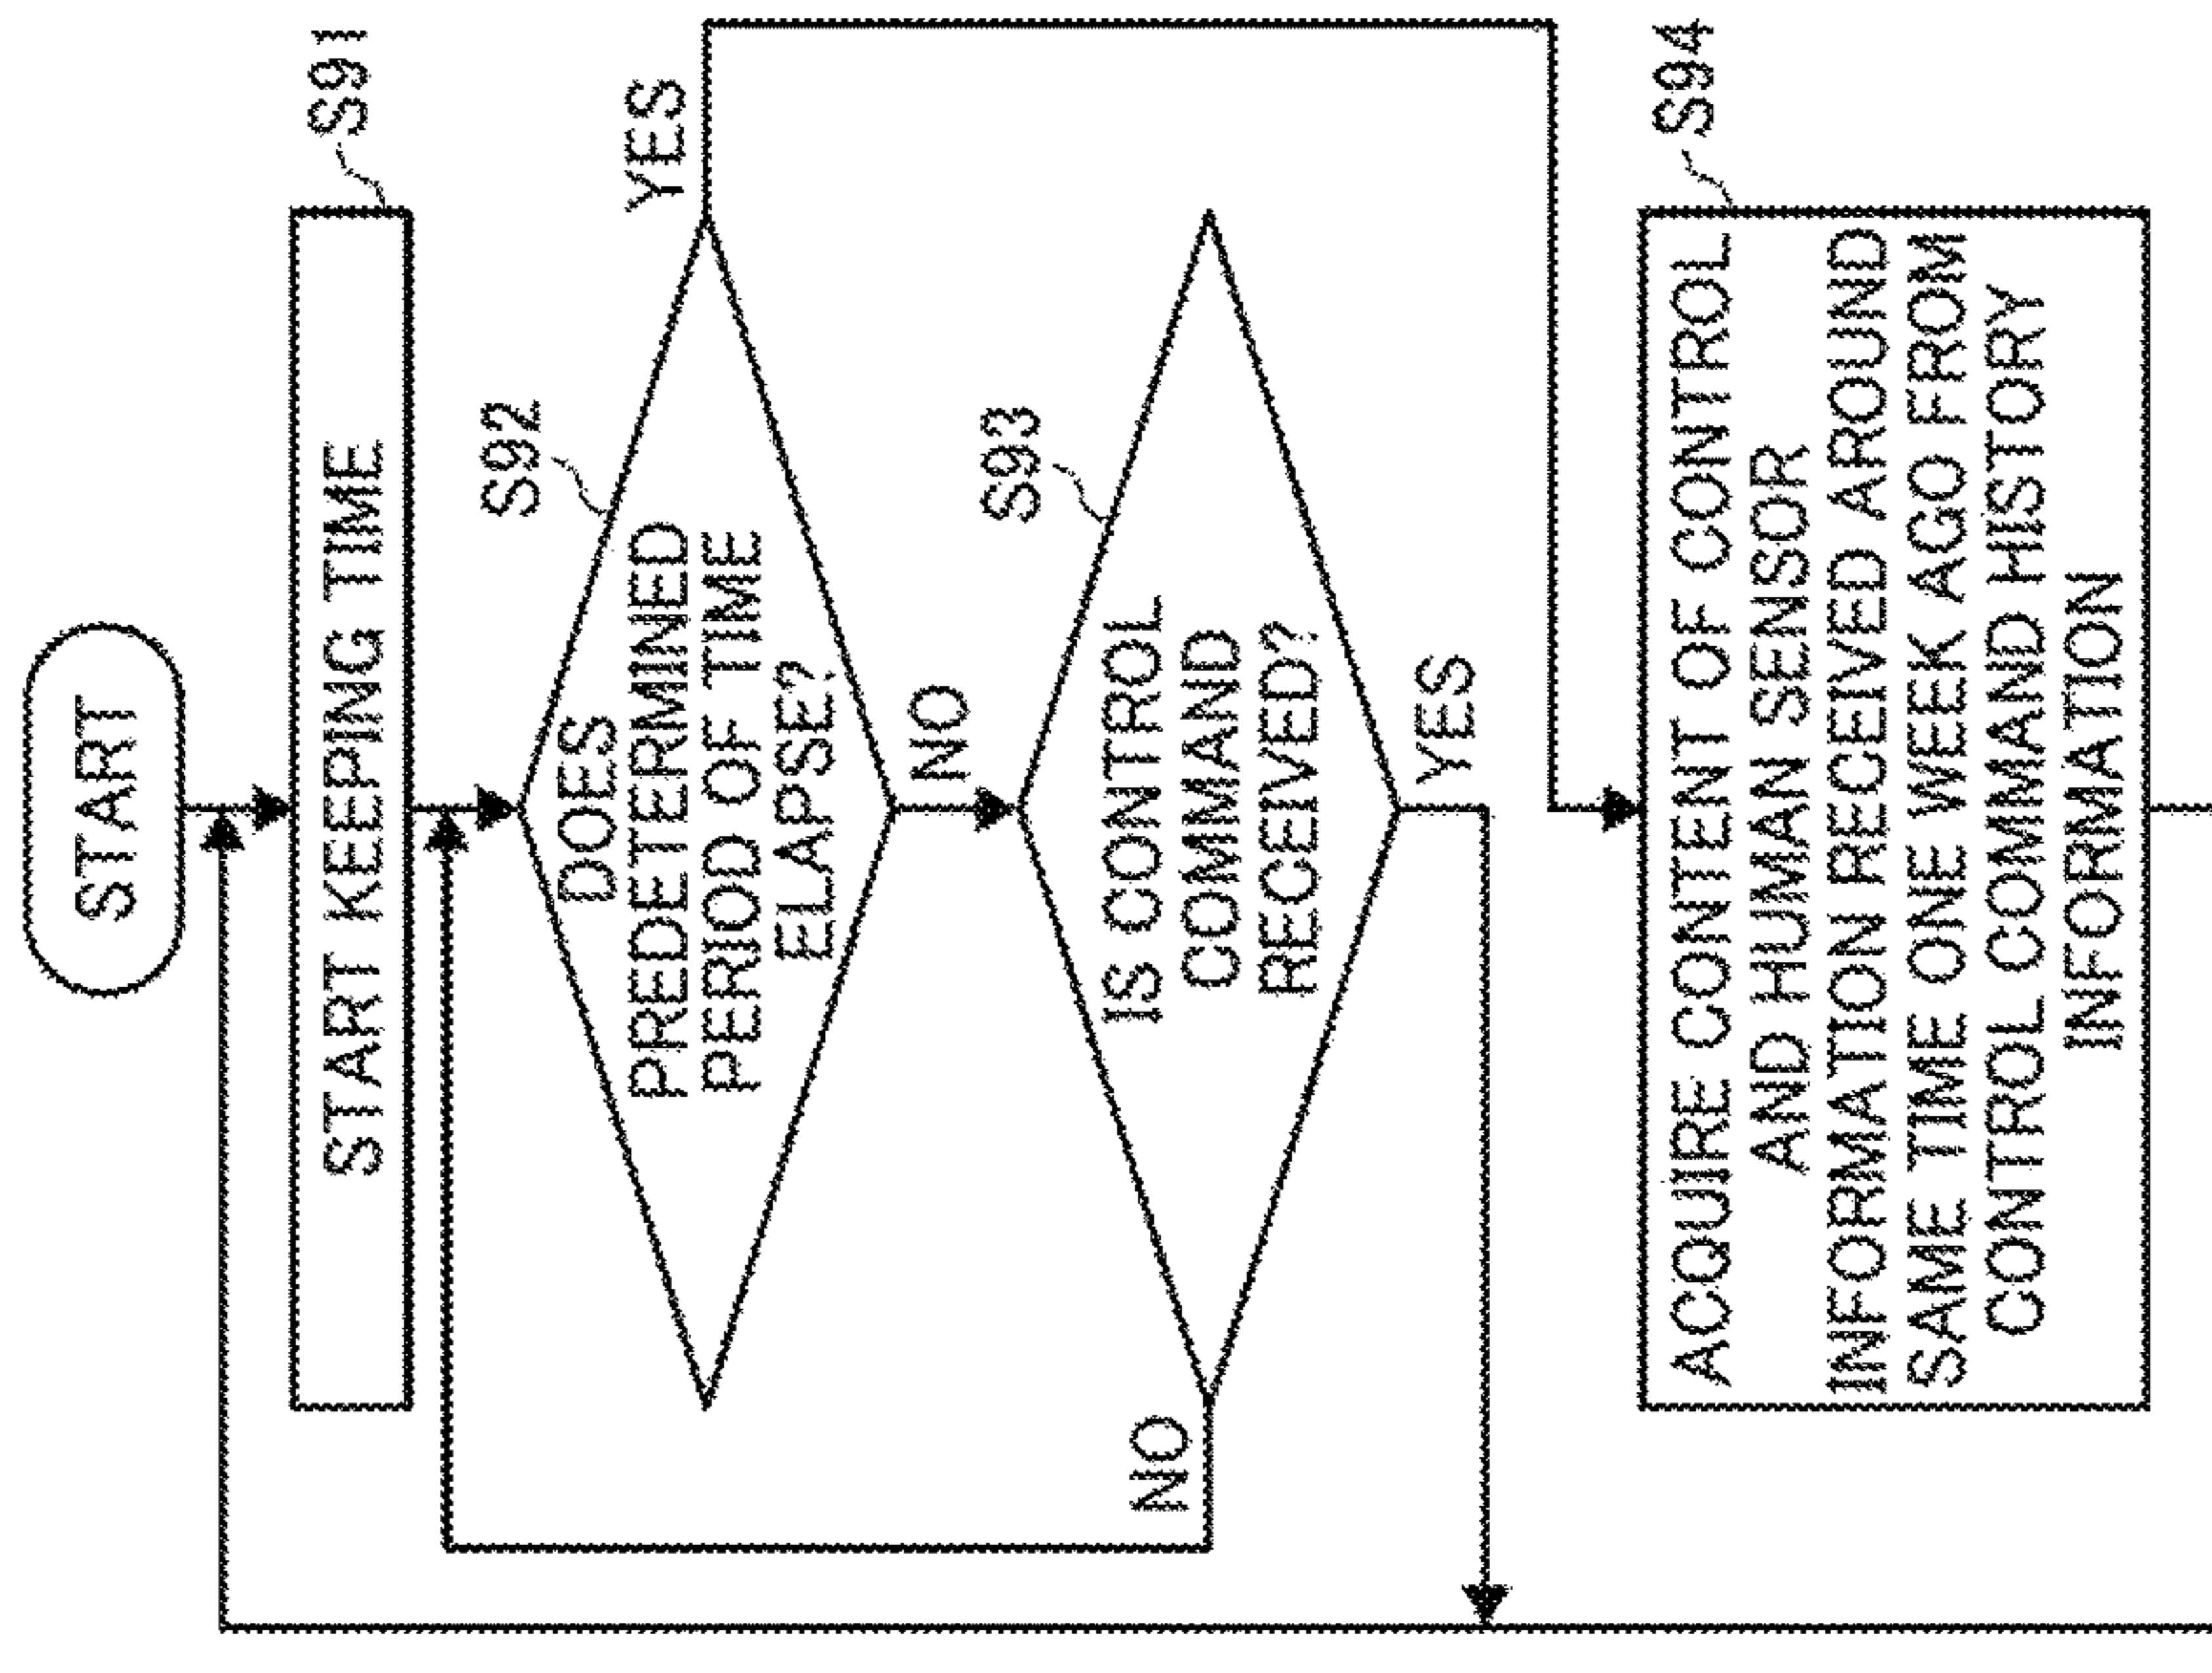 START
S91
START KEEPING TIME
S92
DOES
PREDETERMINED
PERIOD OF TIME
ELAPSE?
YES
NO
S93
IS CONTROL
COMMAND
RECEIVED?
NO
YES
S94
ACQUIRE CONTENT OF CONTROL
AND HUMAN SENSOR
INFORMATION RECEIVED AROUND
SAME TIME ONE WEEK AGO FROM
CONTROL COMMAND HISTORY
INFORMATION